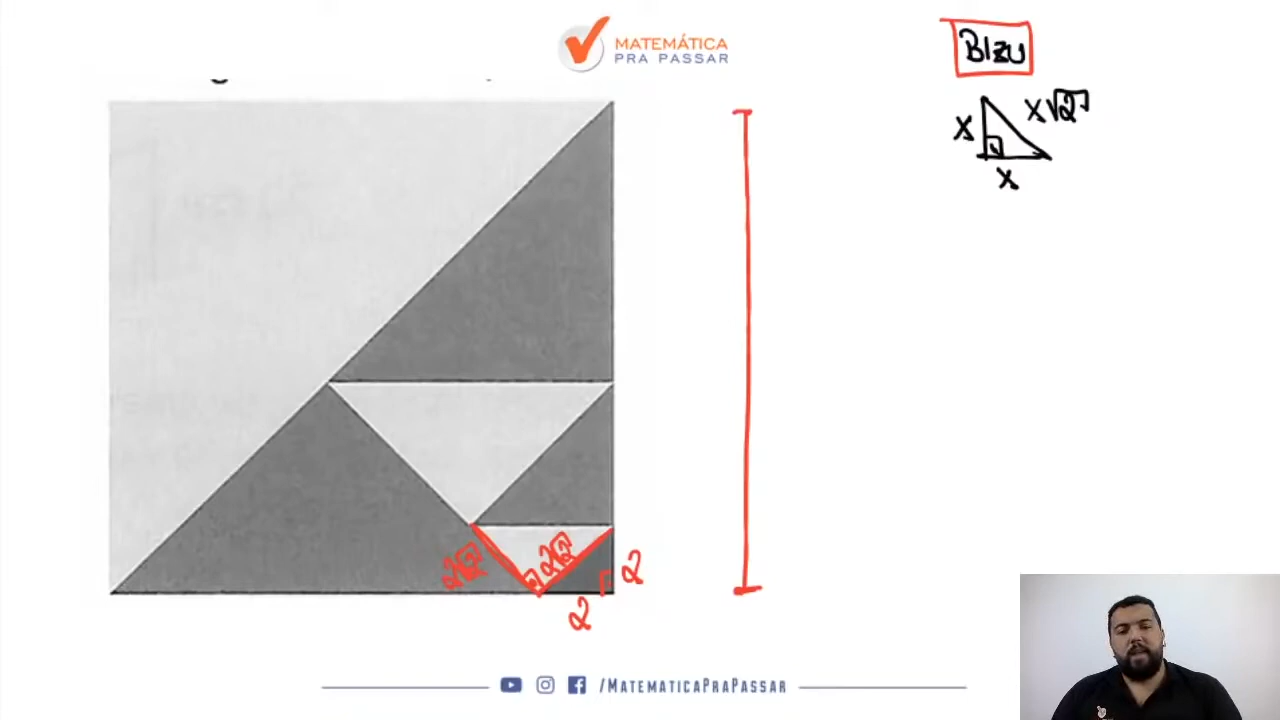 MATEMÁTICA
PRA PASSAR
BIZU
x
x√2
x
2√2
2√2
2
2
/MATEMATICAPRAPASSAR